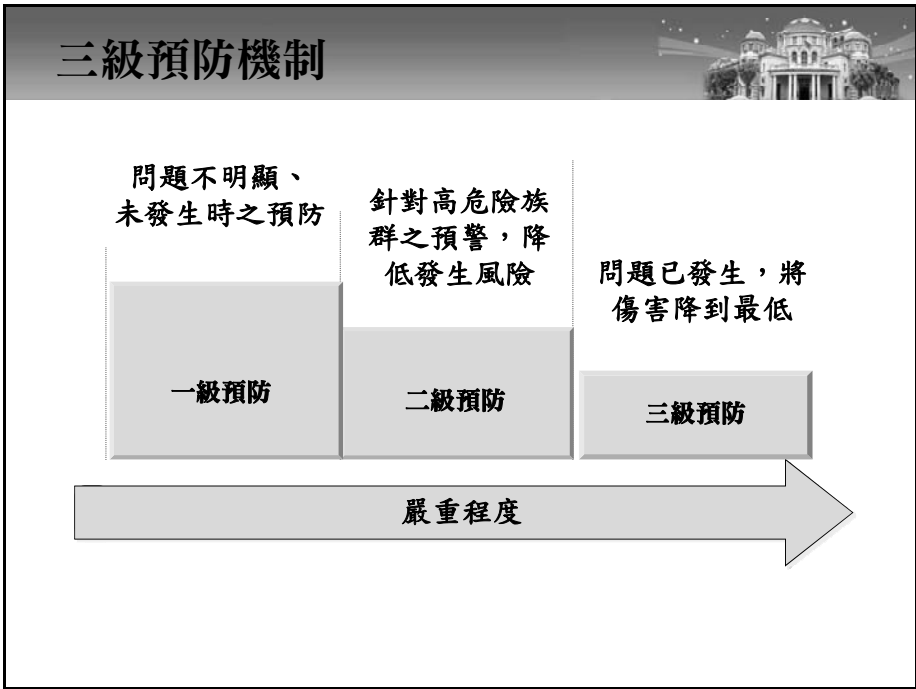 三級預防機制
問題不明顯、
未發生時之預防
針對高危險族
群之預警，降
低發生風險
問題已發生，將
傷害降到最低
一級預防
二級預防
三級預防
嚴重程度